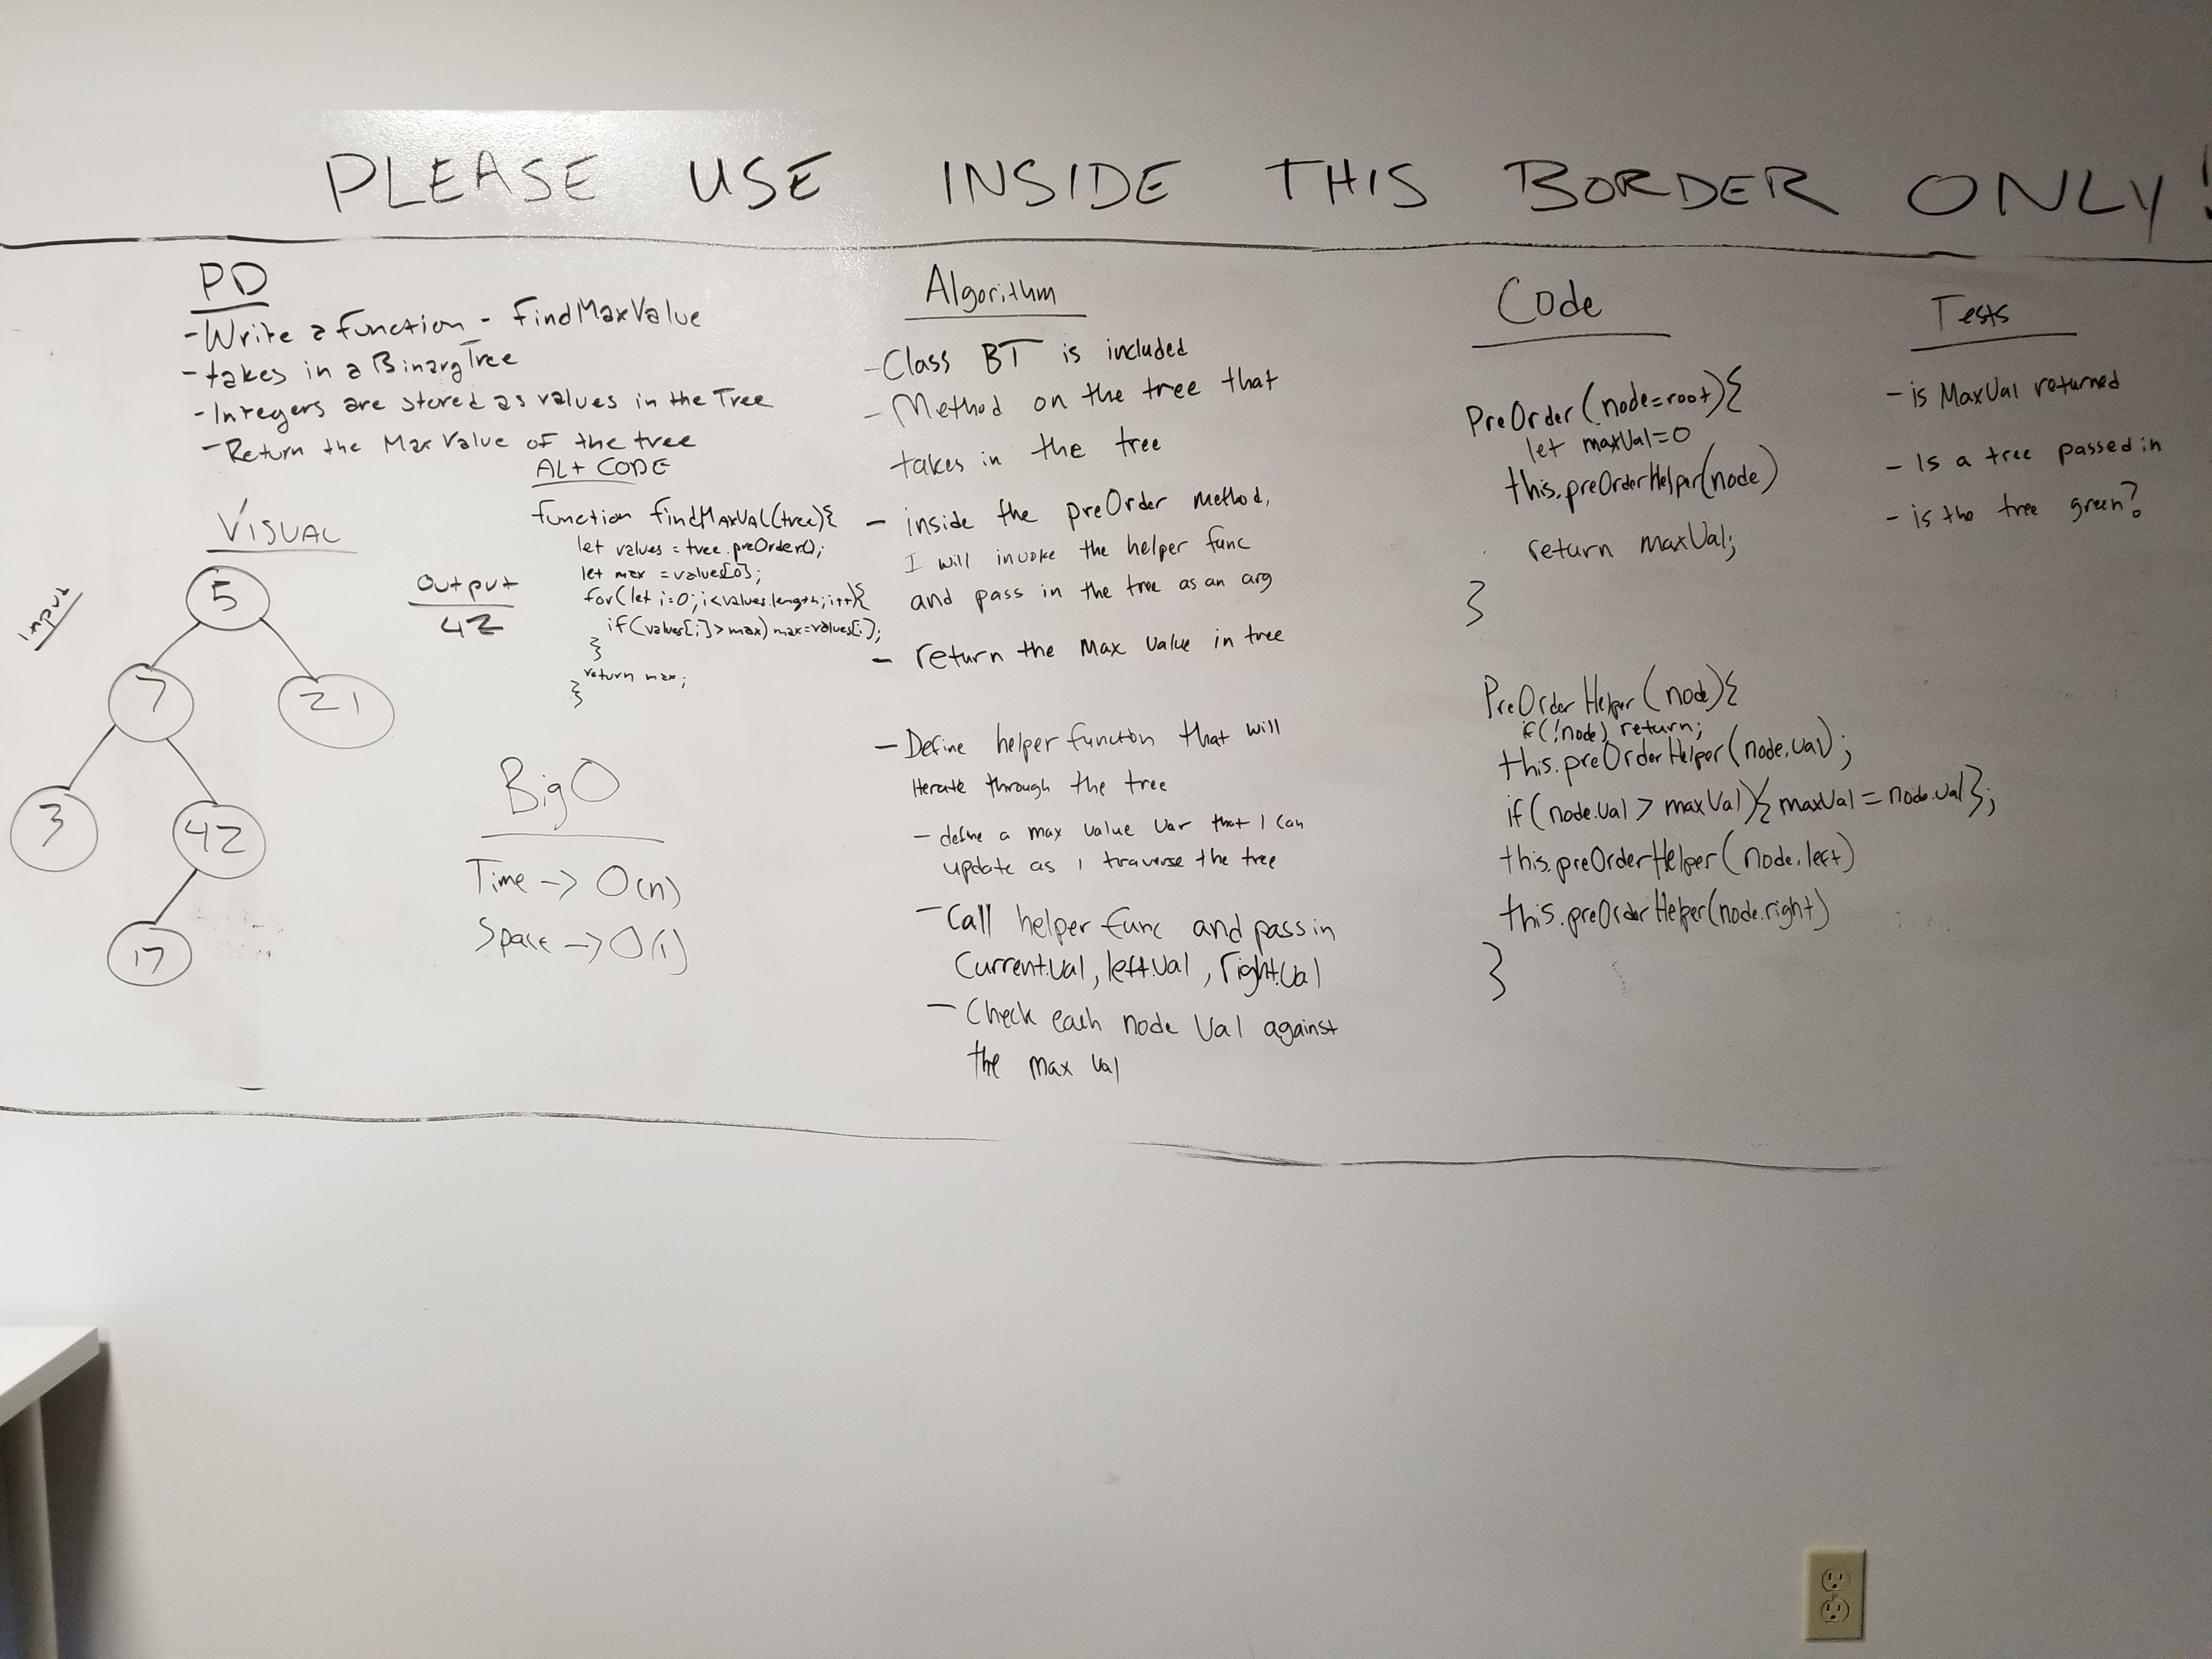 PLEASE USE INSIDE THIS BORDER ONLY!
PD
- Write a function - FindMaxValue
- takes in a BinaryTree
- Integers are stored as values in the Tree
- Return the Max Value of the tree
VISUAL
Input
5
7
21
3
42
17
Output
42
ALT CODE
function findMAXVAL(tree){
let values = tree.preOrder();
let max = values[0];
for(let i=0; i<values.length; i++){
if(values[i]>max) max=values[i];
}
return max;
}
Big O
Time -> O(n)
Space -> O(1)
Algorithm
- Class BT is included
- Method on the tree that
takes in the tree
- inside the preOrder method,
I will invoke the helper func
and pass in the tree as an arg
- return the max value in tree
- Define helper function that will
iterate through the tree
- define a max value var that I can
update as I traverse the tree
- Call helper func and pass in
Current.val, left.val, right.val
- Check each node val against
the max val
Code
PreOrder(node=root){
let maxVal=0
this.preOrderHelper(node)
return maxVal;
}
PreOrderHelper(node){
if(!node) return;
this.preOrderHelper(node.val);
if(node.val > maxVal){maxVal = node.val};
this.preOrderHelper(node.left)
this.preOrderHelper(node.right)
}
Tests
- is MaxVal returned
- Is a tree passed in
- is the tree green?